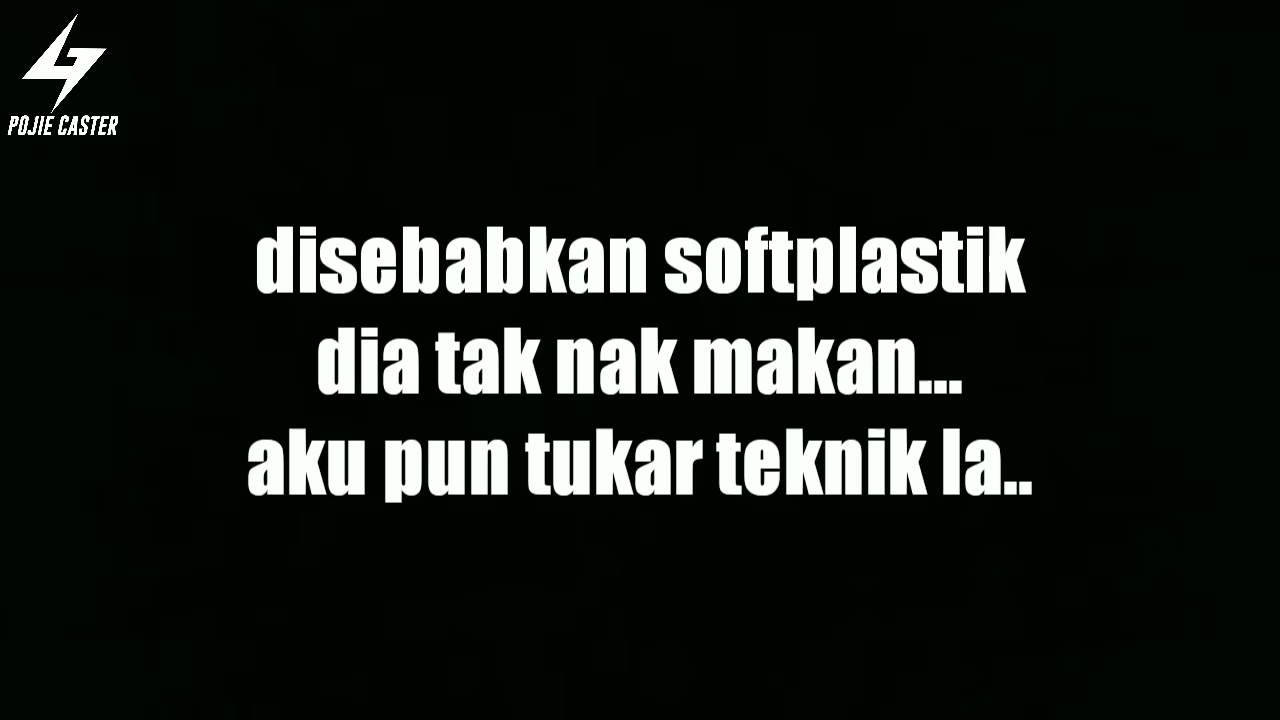 POJIE CASTER
disebabkan softplastik
dia tak nak makan...
aku pun tukar teknik la..